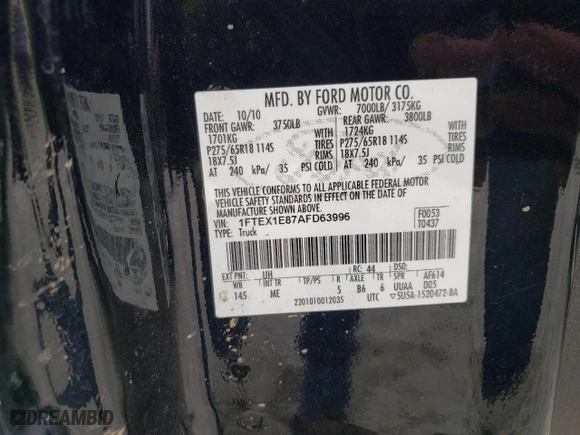 MFD. BY FORD MOTOR CO.
DATE: 10/10 GVWR: 7000LB/ 3175KG
FRONT GAWR: 3750LB REAR GAWR: 3800LB
1701KG WITH 1724KG WITH
P275/65R18 114S TIRES P275/65R18 114S TIRES
18X7.5J RIMS 18X7.5J RIMS
AT 240 kPa/ 35 PSI COLD AT 240 kPa/ 35 PSI COLD
THIS VEHICLE CONFORMS TO ALL APPLICABLE FEDERAL MOTOR
VEHICLE SAFETY STANDARDS IN EFFECT ON THE DATE OF
MANUFACTURE SHOWN ABOVE.
VIN: 1FTEX1E87AFD63996 F0053
TYPE: Truck T0437
EXT PNT: UH RC: 44 DSO:
WB INT TR TP/PS R AXLE TR SPR AF614
145 ME 5 B6 6 UUAA DD5
2201010012035 UTC 5U5A-1520472-BA
DREAMBID